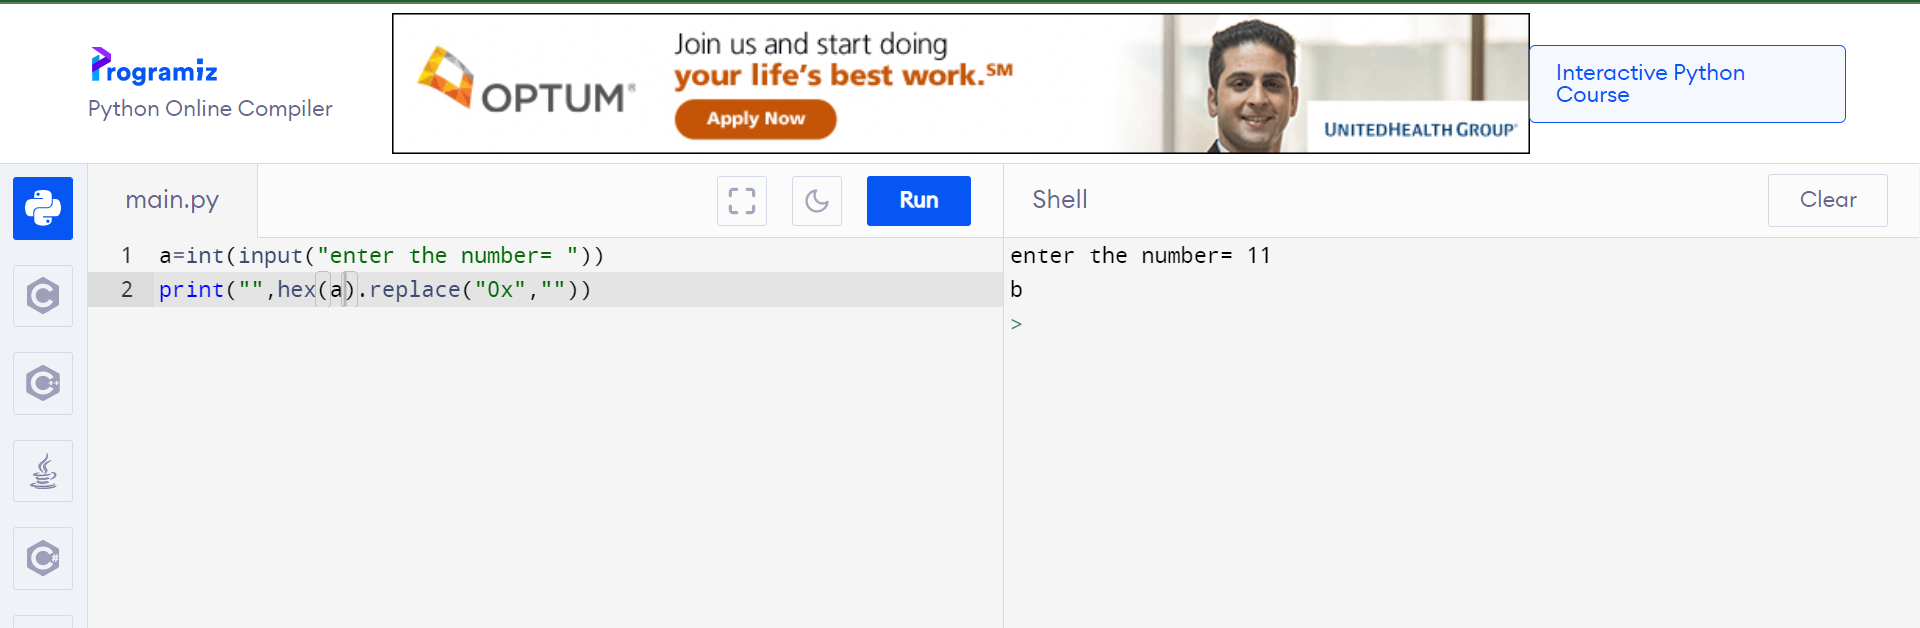 Programiz
Python Online Compiler
OPTUM®
Join us and start doing
your life's best work.SM
Apply Now
UNITEDHEALTH GROUP®
Interactive Python
Course
main.py
Run
Shell
Clear
1 a=int(input("enter the number= "))
2 print("",hex(a).replace("0x",""))
enter the number= 11
b
>